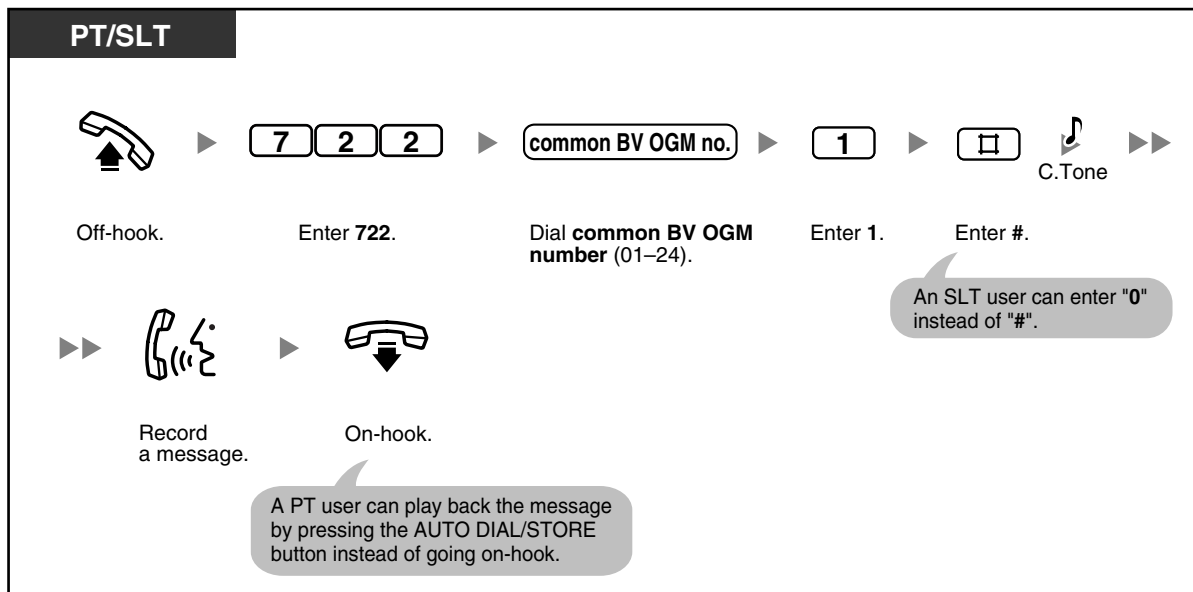 PT/SLT
7 2 2
common BV OGM no.
1
#
C.Tone
Off-hook.
Enter 722.
Dial common BV OGM
number (01–24).
Enter 1.
Enter #.
An SLT user can enter "0"
instead of "#".
Record
a message.
On-hook.
A PT user can play back the message
by pressing the AUTO DIAL/STORE
button instead of going on-hook.